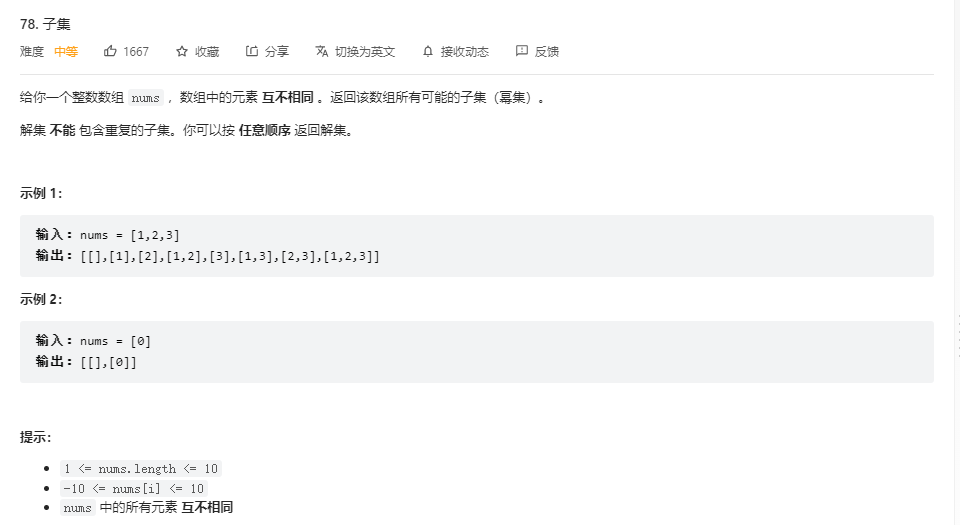 78. 子集
难度 中等 1667 收藏 分享 切换为英文 接收动态 反馈
给你一个整数数组 nums ，数组中的元素 互不相同 。返回该数组所有可能的子集（幂集）。
解集 不能 包含重复的子集。你可以按 任意顺序 返回解集。
示例 1：
输入：nums = [1,2,3]
输出：[[],[1],[2],[1,2],[3],[1,3],[2,3],[1,2,3]]
示例 2：
输入：nums = [0]
输出：[[],[0]]
提示：
1 <= nums.length <= 10
-10 <= nums[i] <= 10
nums 中的所有元素 互不相同